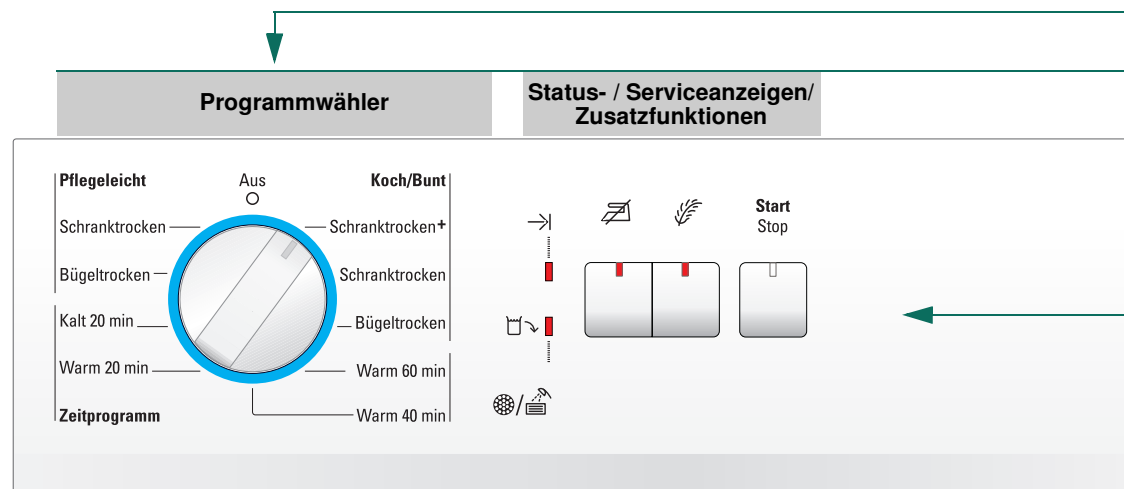 Programmwähler
Status- / Serviceanzeigen/
Zusatzfunktionen
Pflegeleicht
Schranktrocken
Bügeltrocken
Kalt 20 min
Warm 20 min
Zeitprogramm
Aus
Koch/Bunt
Schranktrocken+
Schranktrocken
Bügeltrocken
Warm 60 min
Warm 40 min
Start
Stop